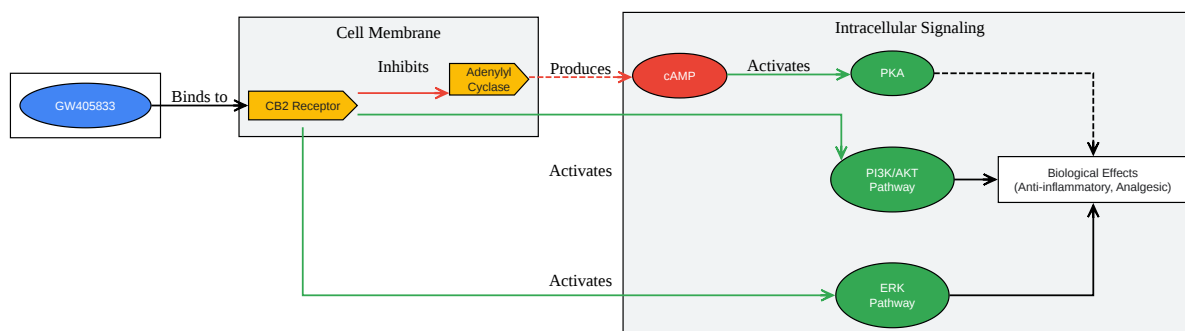 Cell Membrane
Intracellular Signaling
GW405833
Binds to
CB2 Receptor
Inhibits
Adenylyl
Cyclase
Produces
cAMP
Activates
PKA
Activates
PI3K/AKT
Pathway
Biological Effects
(Anti-inflammatory, Analgesic)
Activates
ERK
Pathway